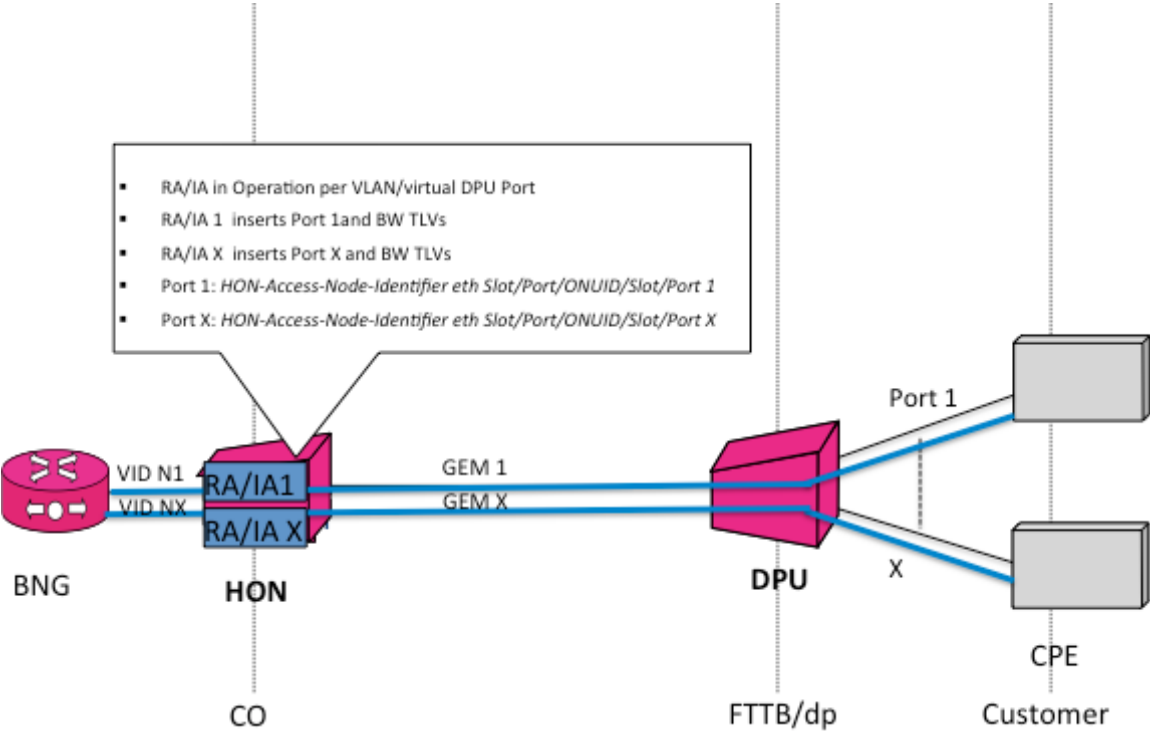 ▪ RA/IA in Operation per VLAN/virtual DPU Port
▪ RA/IA 1 inserts Port 1and BW TLVs
▪ RA/IA X inserts Port X and BW TLVs
▪ Port 1: HON-Access-Node-Identifier eth Slot/Port/ONUID/Slot/Port 1
▪ Port X: HON-Access-Node-Identifier eth Slot/Port/ONUID/Slot/Port X
Port 1
VID N1
RA/IA1
GEM 1
VID NX
RA/IA X
GEM X
X
BNG
HON
DPU
CPE
CO
FTTB/dp
Customer